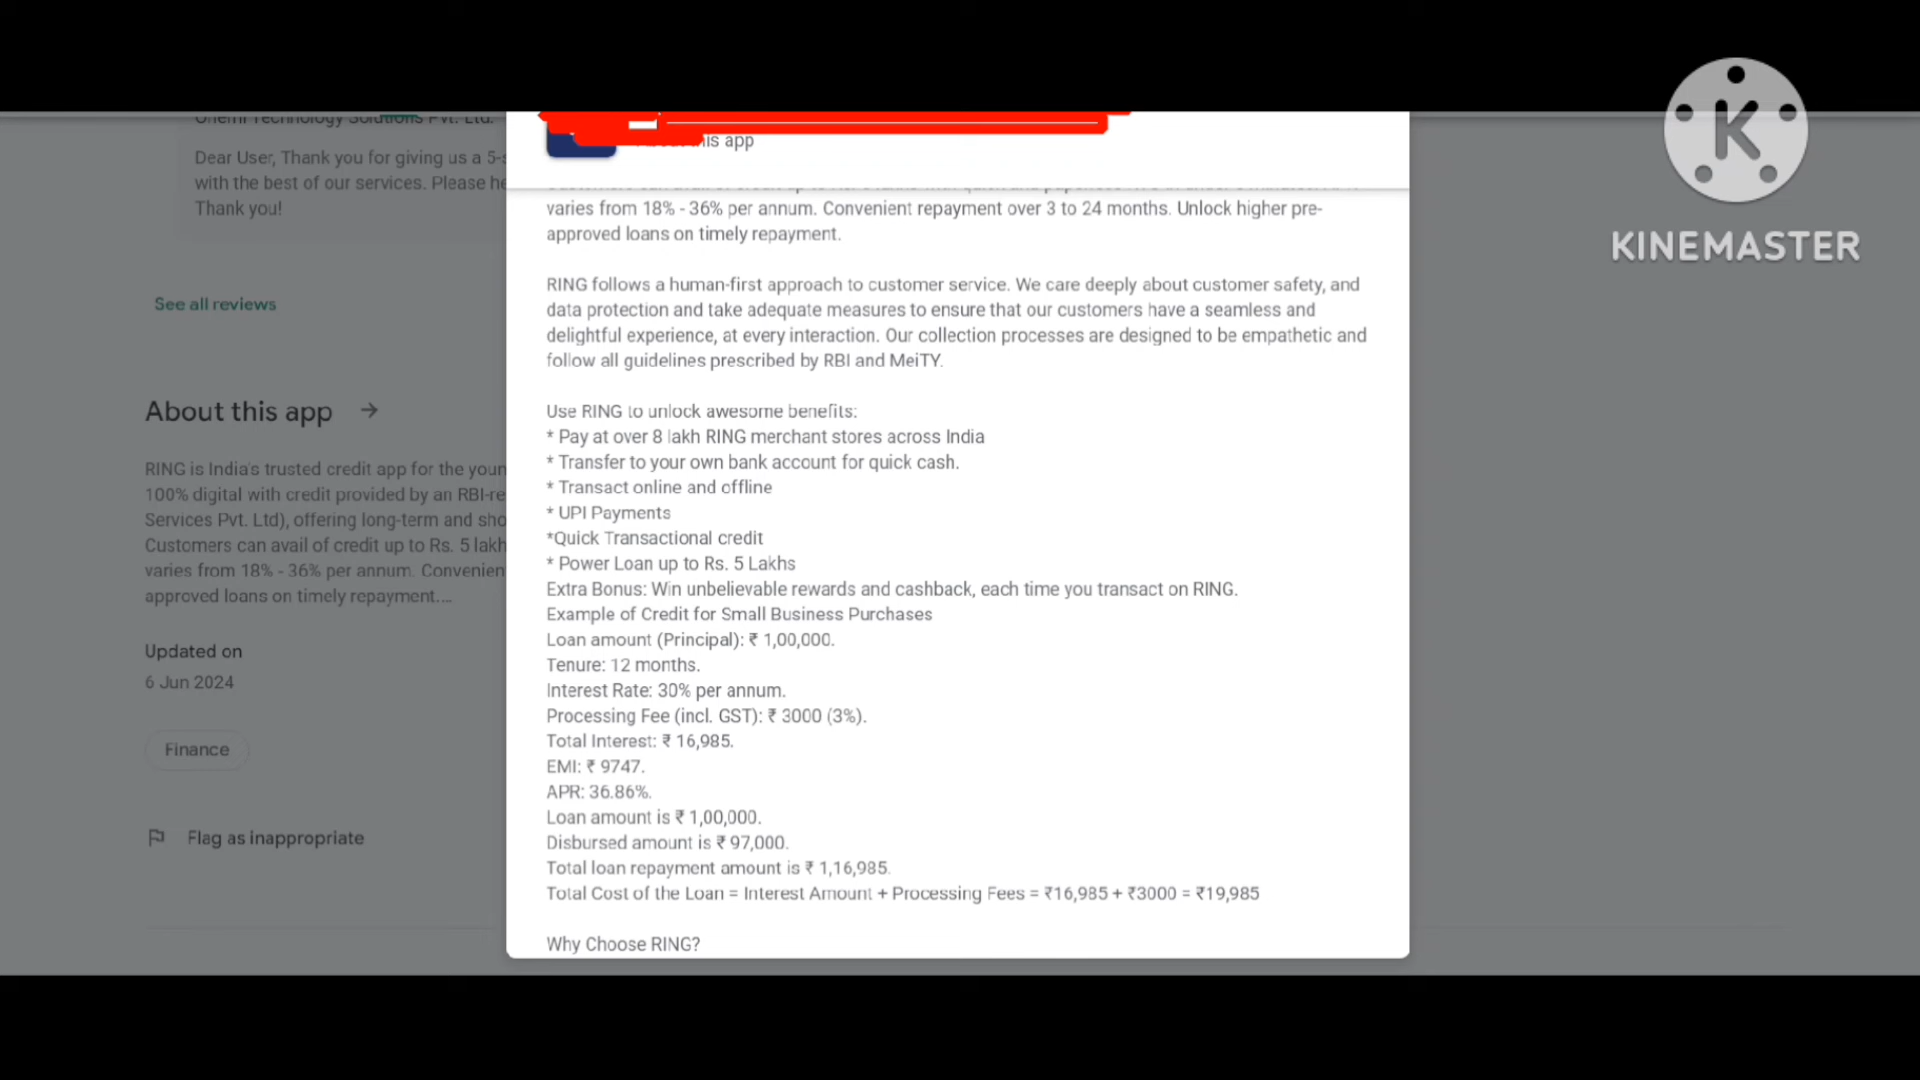 Onemi Technology Solutions Pvt. Ltd.
Dear User, Thank you for giving us a 5-s
with the best of our services. Please he
Thank you!
See all reviews
About this app
RING is India's trusted credit app for the youn
100% digital with credit provided by an RBI-re
Services Pvt. Ltd), offering long-term and sho
Customers can avail of credit up to Rs. 5 lakh
varies from 18% - 36% per annum. Convenien
approved loans on timely repayment....
Updated on
6 Jun 2024
Finance
Flag as inappropriate
this app
varies from 18% - 36% per annum. Convenient repayment over 3 to 24 months. Unlock higher pre-
approved loans on timely repayment.
RING follows a human-first approach to customer service. We care deeply about customer safety, and
data protection and take adequate measures to ensure that our customers have a seamless and
delightful experience, at every interaction. Our collection processes are designed to be empathetic and
follow all guidelines prescribed by RBI and MeiTY.
Use RING to unlock awesome benefits:
* Pay at over 8 lakh RING merchant stores across India
* Transfer to your own bank account for quick cash.
* Transact online and offline
* UPI Payments
*Quick Transactional credit
* Power Loan up to Rs. 5 Lakhs
Extra Bonus: Win unbelievable rewards and cashback, each time you transact on RING.
Example of Credit for Small Business Purchases
Loan amount (Principal): ₹ 1,00,000.
Tenure: 12 months.
Interest Rate: 30% per annum.
Processing Fee (incl. GST): ₹ 3000 (3%).
Total Interest: ₹ 16,985.
EMI: ₹ 9747.
APR: 36.86%.
Loan amount is ₹ 1,00,000.
Disbursed amount is ₹ 97,000.
Total loan repayment amount is ₹ 1,16,985.
Total Cost of the Loan = Interest Amount + Processing Fees = ₹16,985 + ₹3000 = ₹19,985
Why Choose RING?
K
KINEMASTER